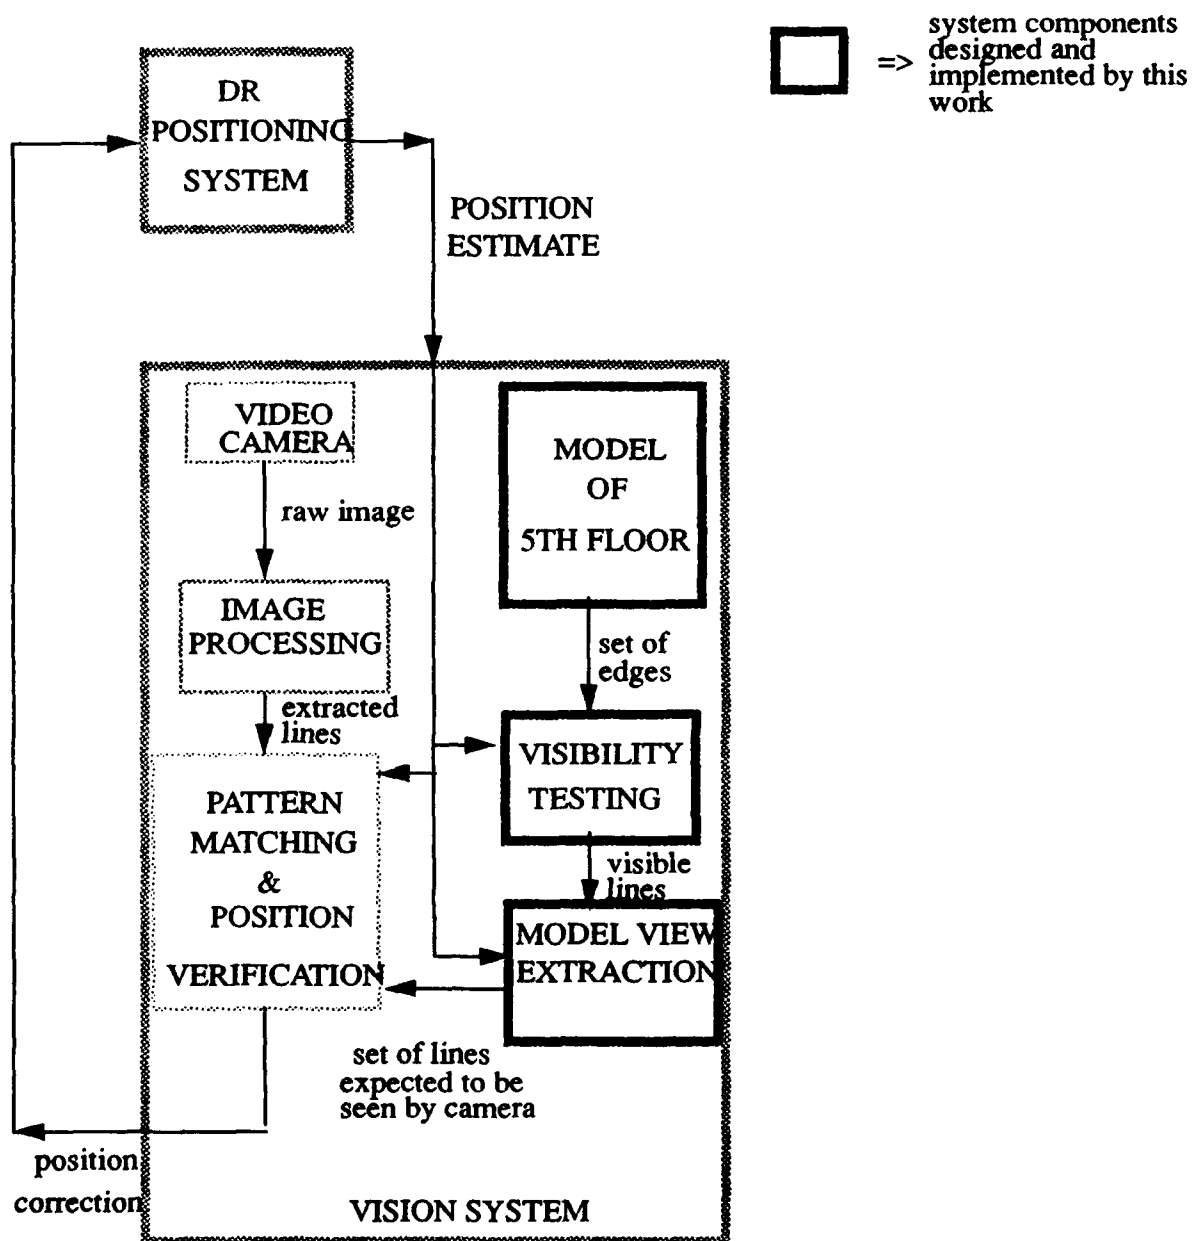 system components
=> designed and
implemented by this
work
DR
POSITIONING
SYSTEM
POSITION
ESTIMATE
VIDEO
CAMERA
raw image
IMAGE
PROCESSING
extracted
lines
PATTERN
MATCHING
&
POSITION
VERIFICATION
MODEL
OF
5TH FLOOR
set of
edges
VISIBILITY
TESTING
visible
lines
MODEL VIEW
EXTRACTION
set of lines
expected to be
seen by camera
position
correction
VISION SYSTEM